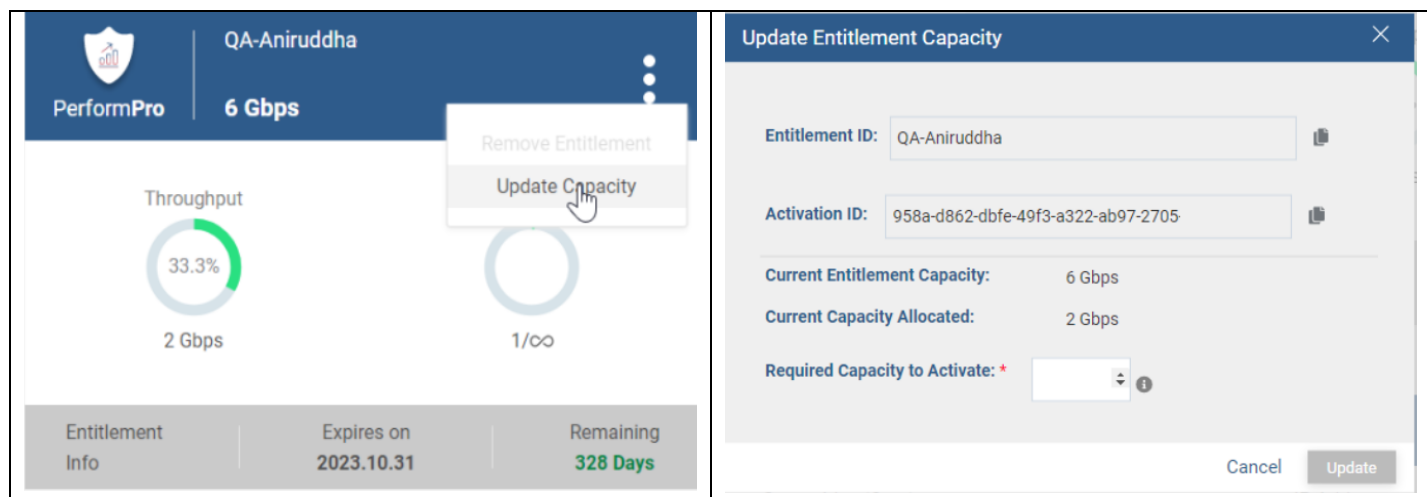 QA-Aniruddha
PerformPro
6 Gbps
Remove Entitlement
Update Capacity
Throughput
33.3%
2 Gbps
1/∞
Entitlement
Info
Expires on
2023.10.31
Remaining
328 Days
Update Entitlement Capacity
Entitlement ID:
QA-Aniruddha
Activation ID:
958a-d862-dbfe-49f3-a322-ab97-2705-
Current Entitlement Capacity:
6 Gbps
Current Capacity Allocated:
2 Gbps
Required Capacity to Activate: *
Cancel
Update